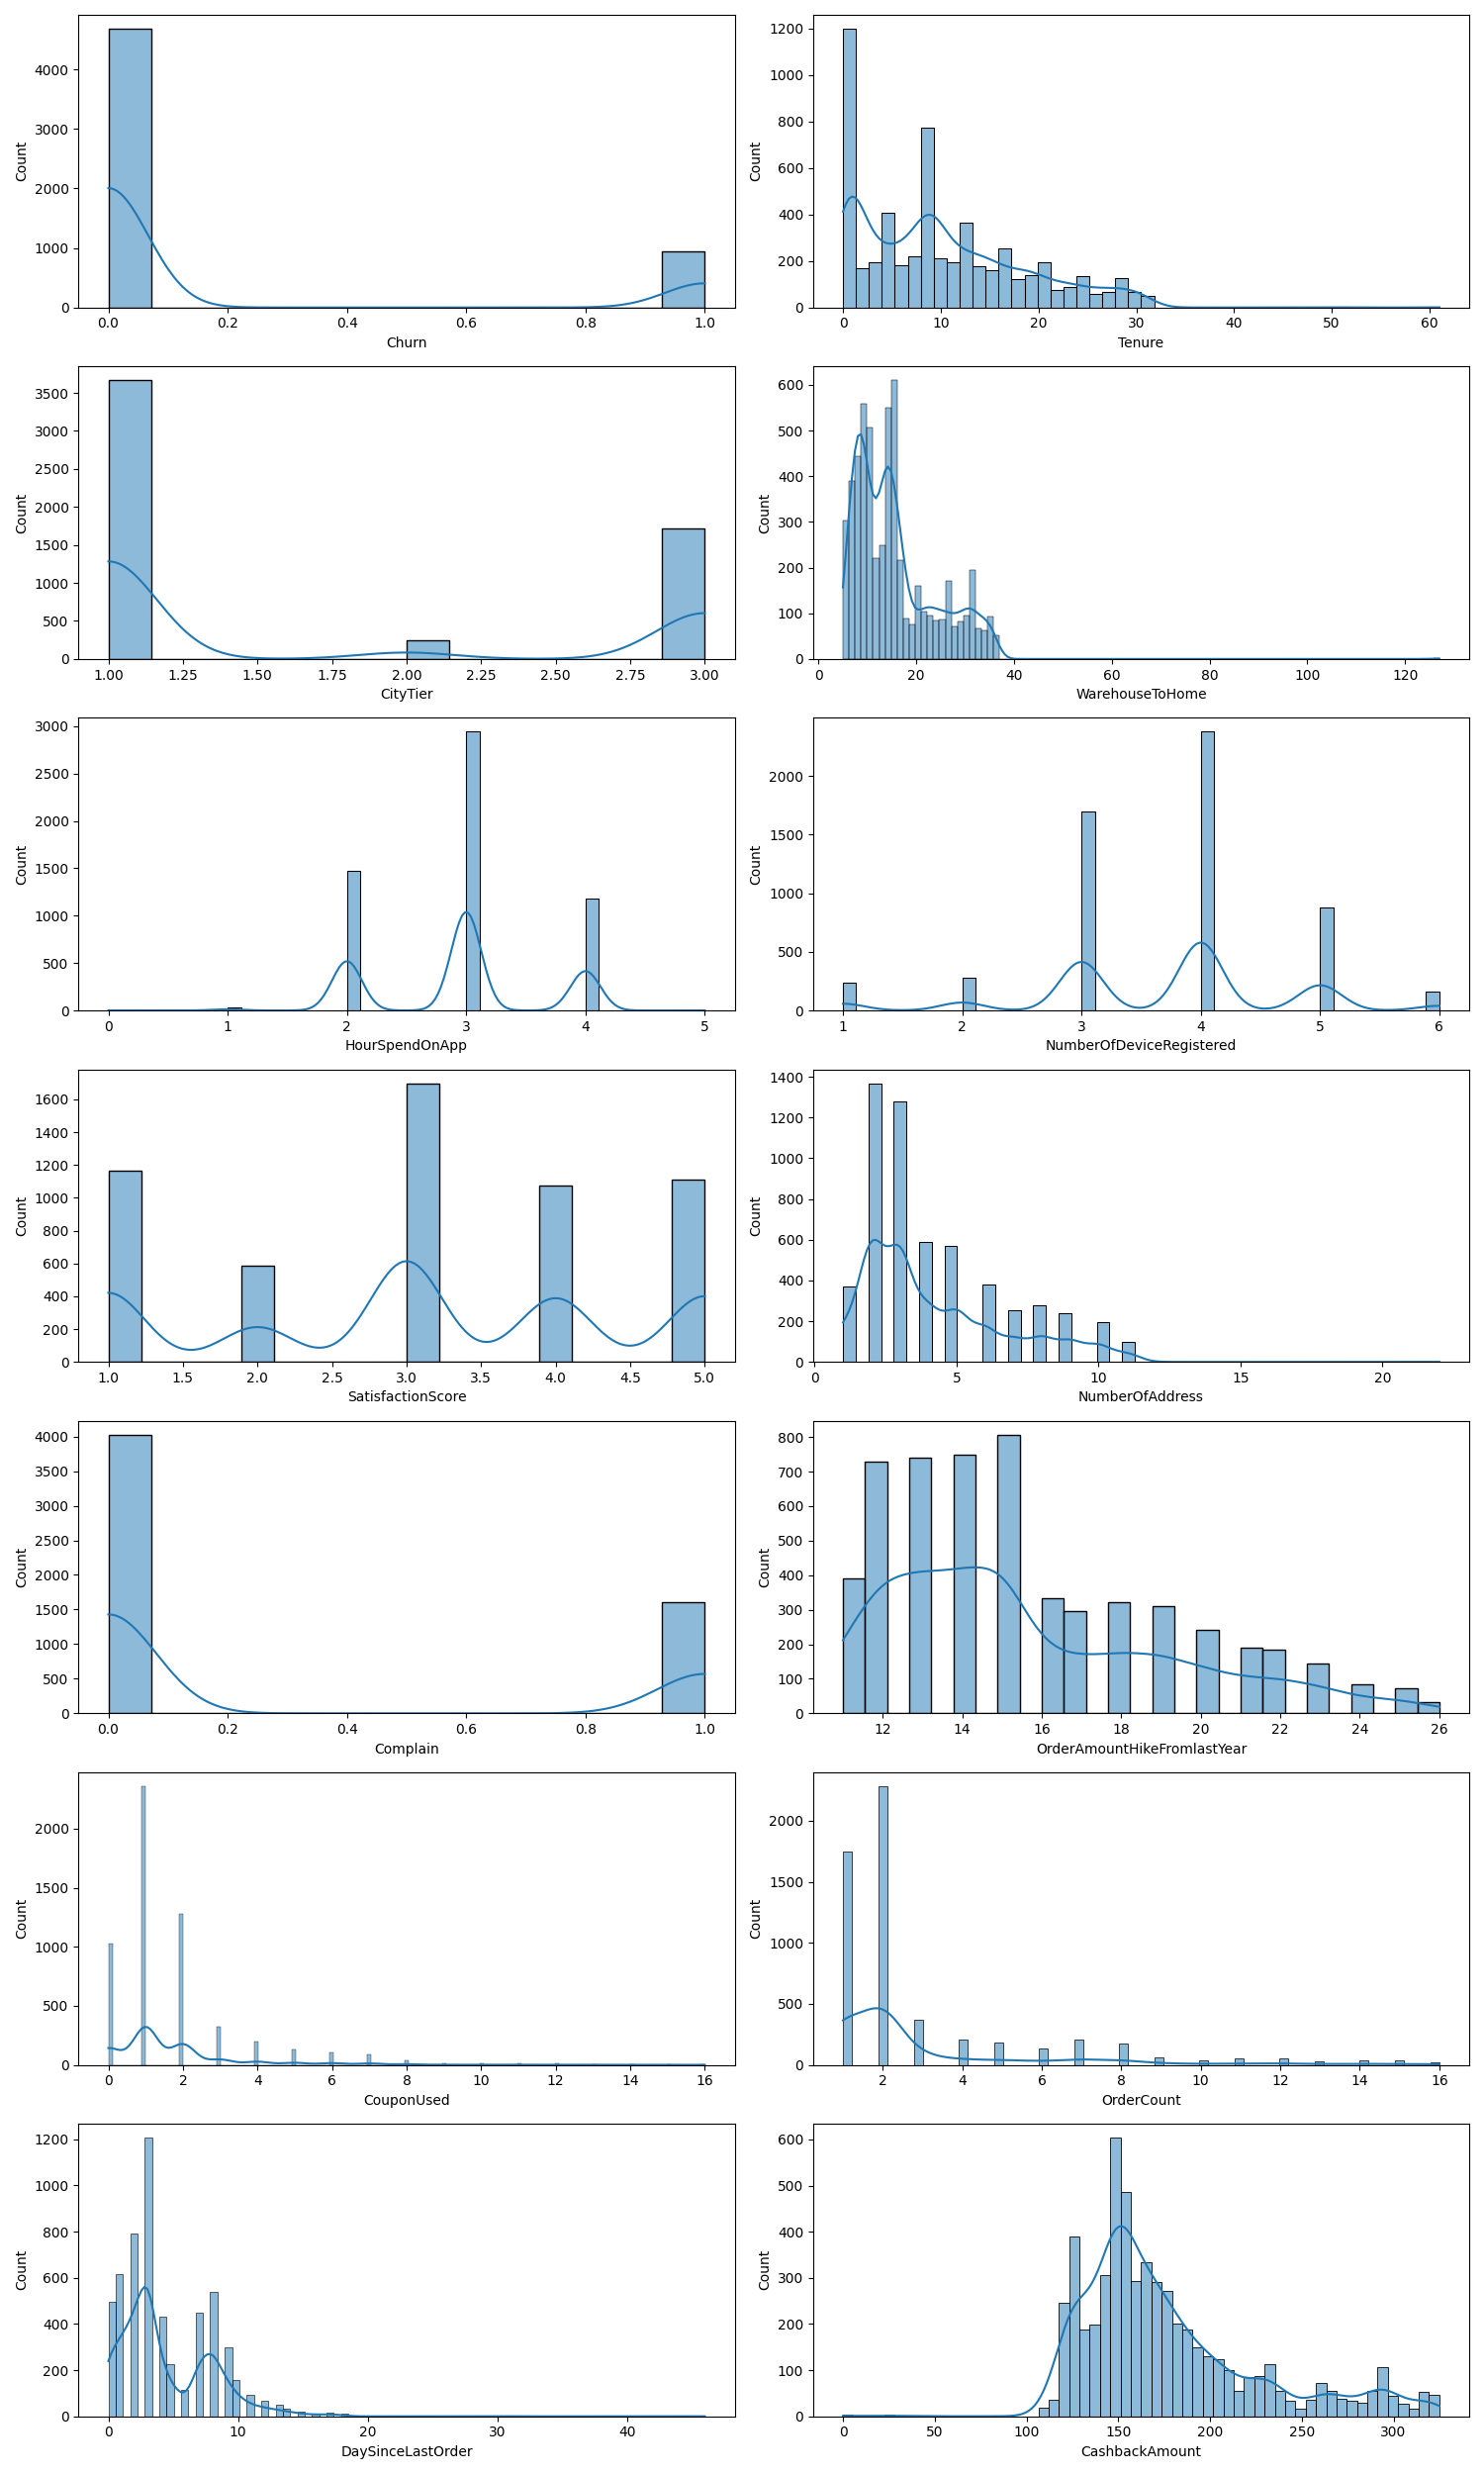 4000
3000
2000
1000
0
Count
0.0 0.2 0.4 0.6 0.8 1.0
Churn
1200
1000
800
600
400
200
0
Count
0 10 20 30 40 50 60
Tenure
3500
3000
2500
2000
1500
1000
500
0
Count
1.00 1.25 1.50 1.75 2.00 2.25 2.50 2.75 3.00
CityTier
600
500
400
300
200
100
0
Count
0 20 40 60 80 100 120
WarehouseToHome
3000
2500
2000
1500
1000
500
0
Count
0 1 2 3 4 5
HourSpendOnApp
2000
1500
1000
500
0
Count
1 2 3 4 5 6
NumberOfDeviceRegistered
1600
1400
1200
1000
800
600
400
200
0
Count
1.0 1.5 2.0 2.5 3.0 3.5 4.0 4.5 5.0
SatisfactionScore
1400
1200
1000
800
600
400
200
0
Count
0 5 10 15 20
NumberOfAddress
4000
3500
3000
2500
2000
1500
1000
500
0
Count
0.0 0.2 0.4 0.6 0.8 1.0
Complain
800
700
600
500
400
300
200
100
0
Count
12 14 16 18 20 22 24 26
OrderAmountHikeFromlastYear
2000
1500
1000
500
0
Count
0 2 4 6 8 10 12 14 16
CouponUsed
2000
1500
1000
500
0
Count
2 4 6 8 10 12 14 16
OrderCount
1200
1000
800
600
400
200
0
Count
0 10 20 30 40
DaySinceLastOrder
600
500
400
300
200
100
0
Count
0 50 100 150 200 250 300
CashbackAmount